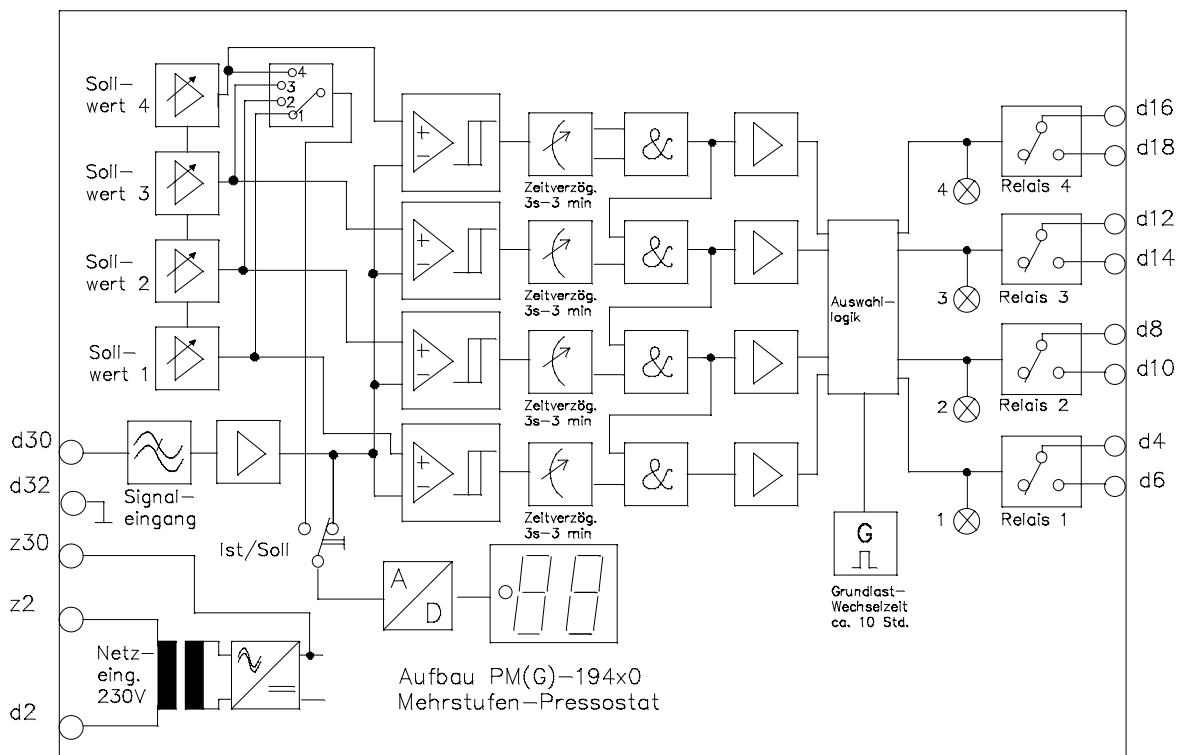 Soll-
wert 4
4
3
2
1
Soll-
wert 3
Soll-
wert 2
Soll-
wert 1
d30
d32
z30
z2
d2
Signal-
eingang
Ist/Soll
Netz-
eing.
230V
+
−
+
−
+
−
+
−
Zeitverzög.
3s−3 min
Zeitverzög.
3s−3 min
Zeitverzög.
3s−3 min
Zeitverzög.
3s−3 min
&
&
&
&
A
D
88
Aufbau PM(G)−194x0
Mehrstufen−Pressostat
Auswahl-
logik
G
Grundlast-
Wechselzeit
ca. 10 Std.
4
3
2
1
Relais 4
Relais 3
Relais 2
Relais 1
d16
d18
d12
d14
d8
d10
d4
d6